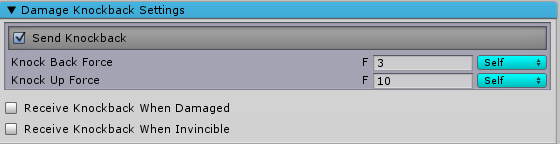 Damage Knockback Settings
Send Knockback
Knock Back Force F 3 Self
Knock Up Force F 10 Self
Receive Knockback When Damaged
Receive Knockback When Invincible